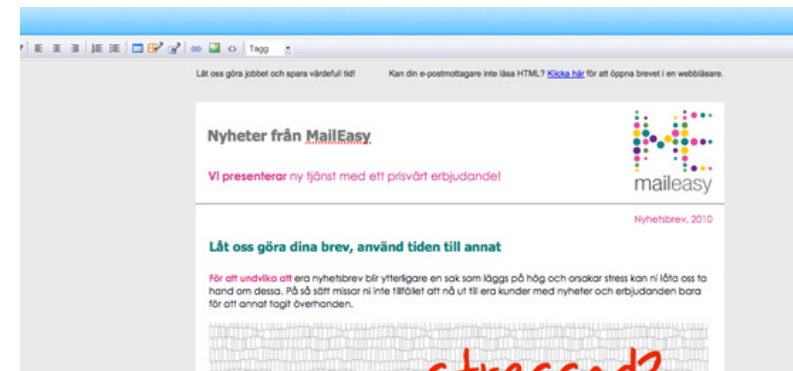 Tagg
Låt oss göra jobbet och spara värdefull tid! Kan din e-postmottagare inte läsa HTML? Klicka här för att öppna brevet i en webbläsare.
Nyheter från MailEasy
Vi presenterar ny tjänst med ett prisvärt erbjudande!
maileasy
Nyhetsbrev, 2010
Låt oss göra dina brev, använd tiden till annat
För att undvika att era nyhetsbrev blir ytterligare en sak som läggs på hög och orsakar stress kan ni låta oss ta
hand om dessa. På så sätt missar ni inte tillfället att nå ut till era kunder med nyheter och erbjudanden bara
för att annat tagit överhanden.
stressad?